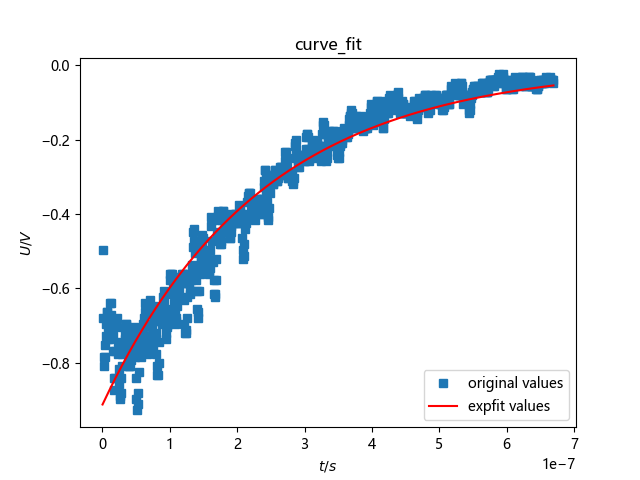 curve_fit
0.0
−0.2
−0.4
−0.6
−0.8
U/V
0 1 2 3 4 5 6 7
1e−7
t/s
original values
expfit values